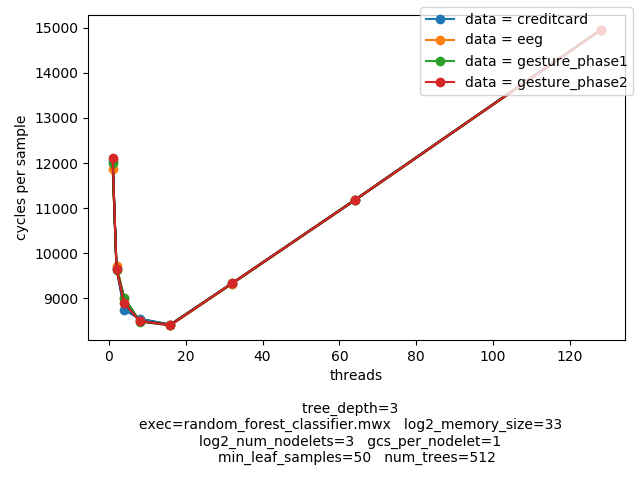 data = creditcard
data = eeg
data = gesture_phase1
data = gesture_phase2
cycles per sample
15000
14000
13000
12000
11000
10000
9000
0 20 40 60 80 100 120
threads
tree_depth=3
exec=random_forest_classifier.mwx log2_memory_size=33
log2_num_nodelets=3 gcs_per_nodelet=1
min_leaf_samples=50 num_trees=512